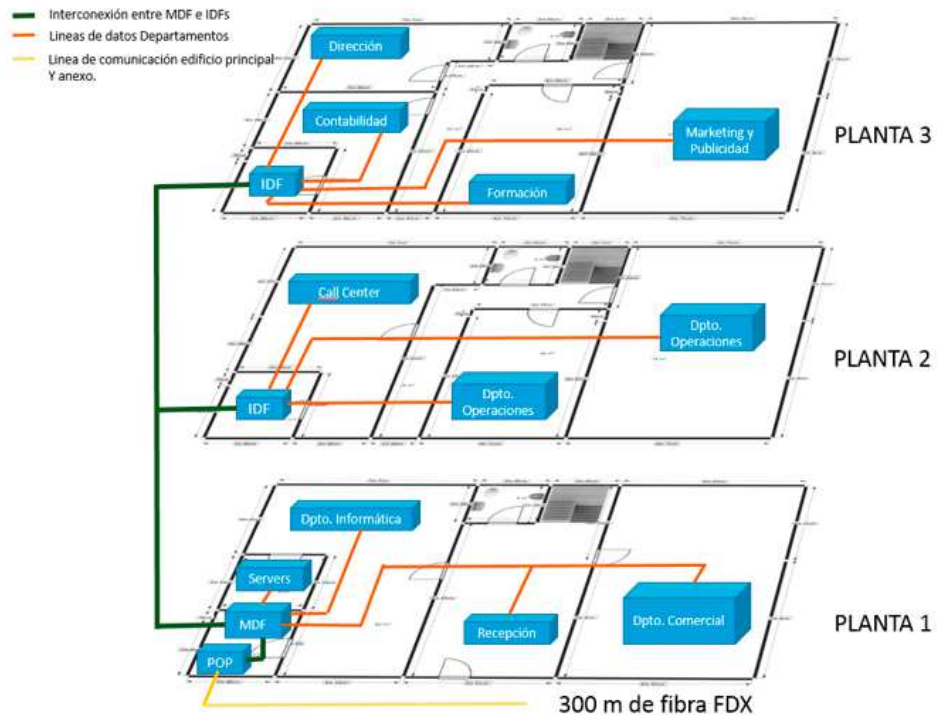 Interconexión entre MDF e IDFs
Lineas de datos Departamentos
Linea de comunicación edificio principal
Y anexo.
Dirección
Contabilidad
Marketing y
Publicidad
PLANTA 3
IDF
Formación
Call Center
Dpto.
Operaciones
PLANTA 2
IDF
Dpto.
Operaciones
Dpto. Informática
Servers
MDF
Recepción
Dpto. Comercial
PLANTA 1
POP
300 m de fibra FDX